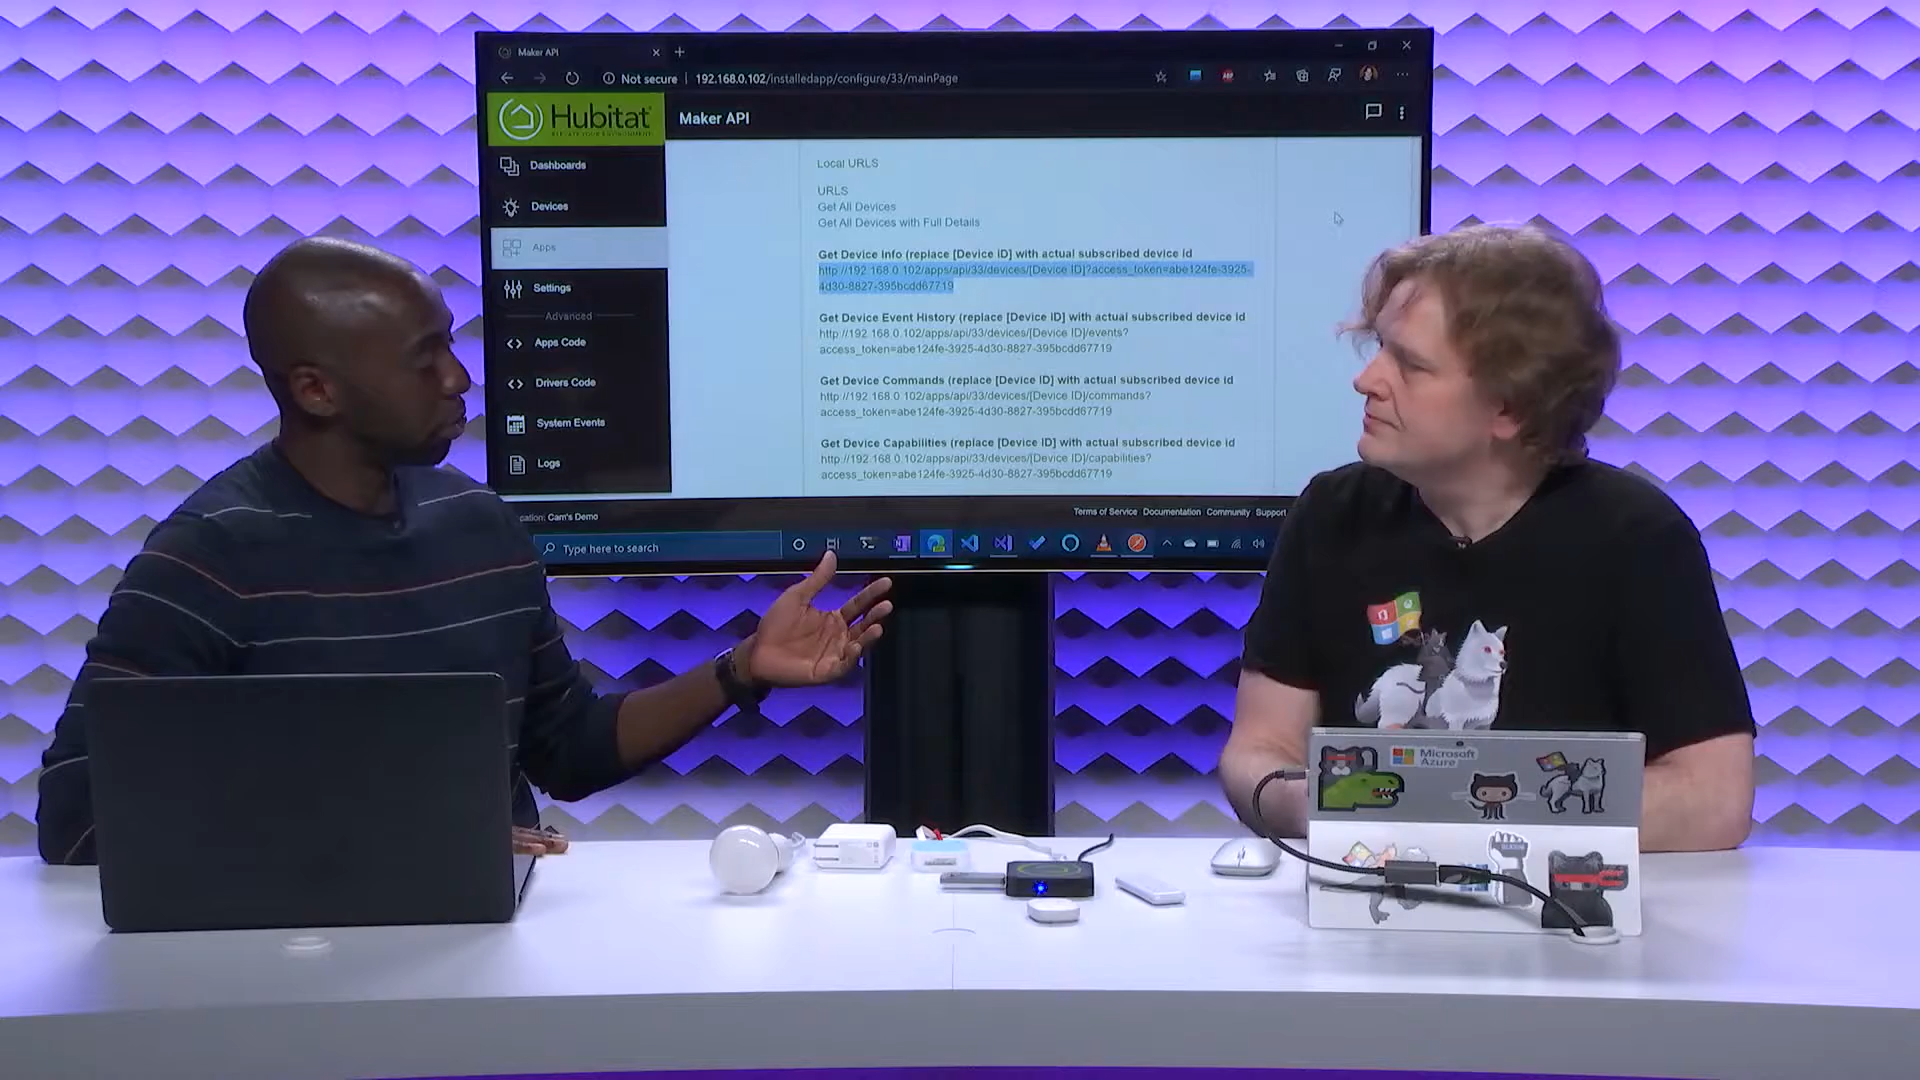 Maker API
Not secure
192.168.0.102/installedapp/configure/33/mainPage
Hubitat
Maker API
Dashboards
Devices
Apps
Settings
Advanced
Apps Code
Drivers Code
System Events
Logs
Local URLS
URLS
Get All Devices
Get All Devices with Full Details
Get Device Info (replace [Device ID] with actual subscribed device id
http://192.168.0.102/apps/api/33/devices/[Device ID]?access_token=abe124fe-3925-
4d30-8827-395bcdd67719
Get Device Event History (replace [Device ID] with actual subscribed device id
http://192.168.0.102/apps/api/33/devices/[Device ID]/events?
access_token=abe124fe-3925-4d30-8827-395bcdd67719
Get Device Commands (replace [Device ID] with actual subscribed device id
http://192.168.0.102/apps/api/33/devices/[Device ID]/commands?
access_token=abe124fe-3925-4d30-8827-395bcdd67719
Get Device Capabilities (replace [Device ID] with actual subscribed device id
http://192.168.0.102/apps/api/33/devices/[Device ID]/capabilities?
access_token=abe124fe-3925-4d30-8827-395bcdd67719
cation: Cam's Demo
Terms of Service Documentation Community Support
Type here to search
Microsoft
Azure